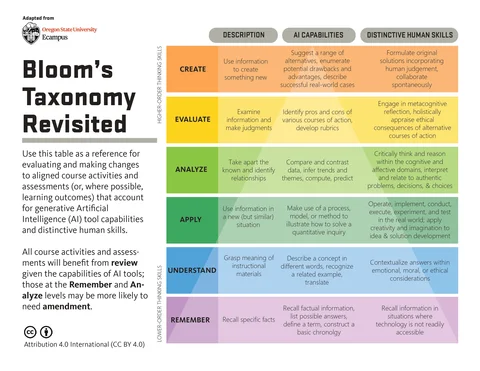 Adapted from
Oregon State University
Ecampus
Bloom's
Taxonomy
Revisited
Use this table as a reference for
evaluating and making changes
to aligned course activities and
assessments (or, where possible,
learning outcomes) that account
for generative Artificial
Intelligence (AI) tool capabilities
and distinctive human skills.
All course activities and assess-
ments will benefit from review
given the capabilities of AI tools;
those at the Remember and An-
alyze levels may be more likely to
need amendment.
Attribution 4.0 International (CC BY 4.0)
HIGHER-ORDER THINKING SKILLS
LOWER-ORDER THINKING SKILLS
DESCRIPTION
AI CAPABILITIES
DISTINCTIVE HUMAN SKILLS
CREATE
Use information
to create
something new
Suggest a range of
alternatives, enumerate
potential drawbacks and
advantages, describe
successful real-world cases
Formulate original
solutions incorporating
human judgement,
collaborate
spontaneously
EVALUATE
Examine
information and
make judgments
Identify pros and cons of
various courses of action,
develop rubrics
Engage in metacognitive
reflection, holistically
appraise ethical
consequences of alternative
courses of action
ANALYZE
Take apart the
known and identify
relationships
Compare and contrast
data, infer trends and
themes, compute, predict
Critically think and reason
within the cognitive and
affective domains, interpret
and relate to authentic
problems, decisions, & choices
APPLY
Use information in
a new (but similar)
situation
Make use of a process,
model, or method to
illustrate how to solve a
quantitative inquiry
Operate, implement, conduct,
execute, experiment, and test
in the real world; apply
creativity and imagination to
idea & solution development
UNDERSTAND
Grasp meaning of
instructional
materials
Describe a concept in
different words, recognize
a related example,
translate
Contextualize answers within
emotional, moral, or ethical
considerations
REMEMBER
Recall specific facts
Recall factual information,
list possible answers,
define a term, construct a
basic chronolgy
Recall information in
situations where
technology is not readily
accessible